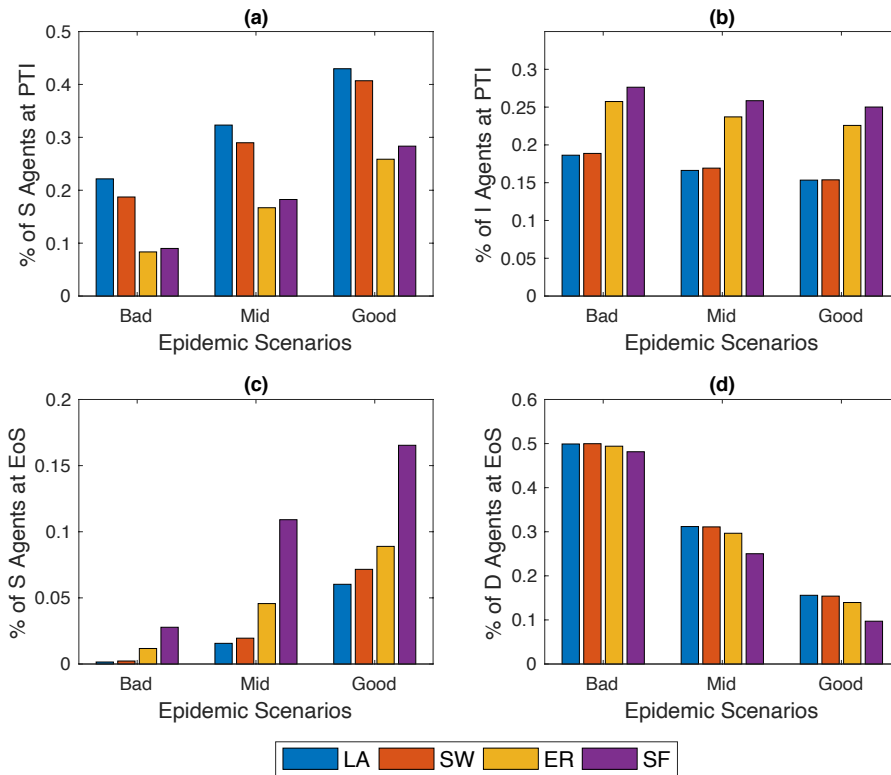 (a)
% of S Agents at PTI
0.5
0.4
0.3
0.2
0.1
0
Bad Mid Good
Epidemic Scenarios
(b)
% of I Agents at PTI
0.3
0.25
0.2
0.15
0.1
0.05
0
Bad Mid Good
Epidemic Scenarios
(c)
% of S Agents at EoS
0.2
0.15
0.1
0.05
0
Bad Mid Good
Epidemic Scenarios
(d)
% of D Agents at EoS
0.6
0.5
0.4
0.3
0.2
0.1
0
Bad Mid Good
Epidemic Scenarios
LA SW ER SF